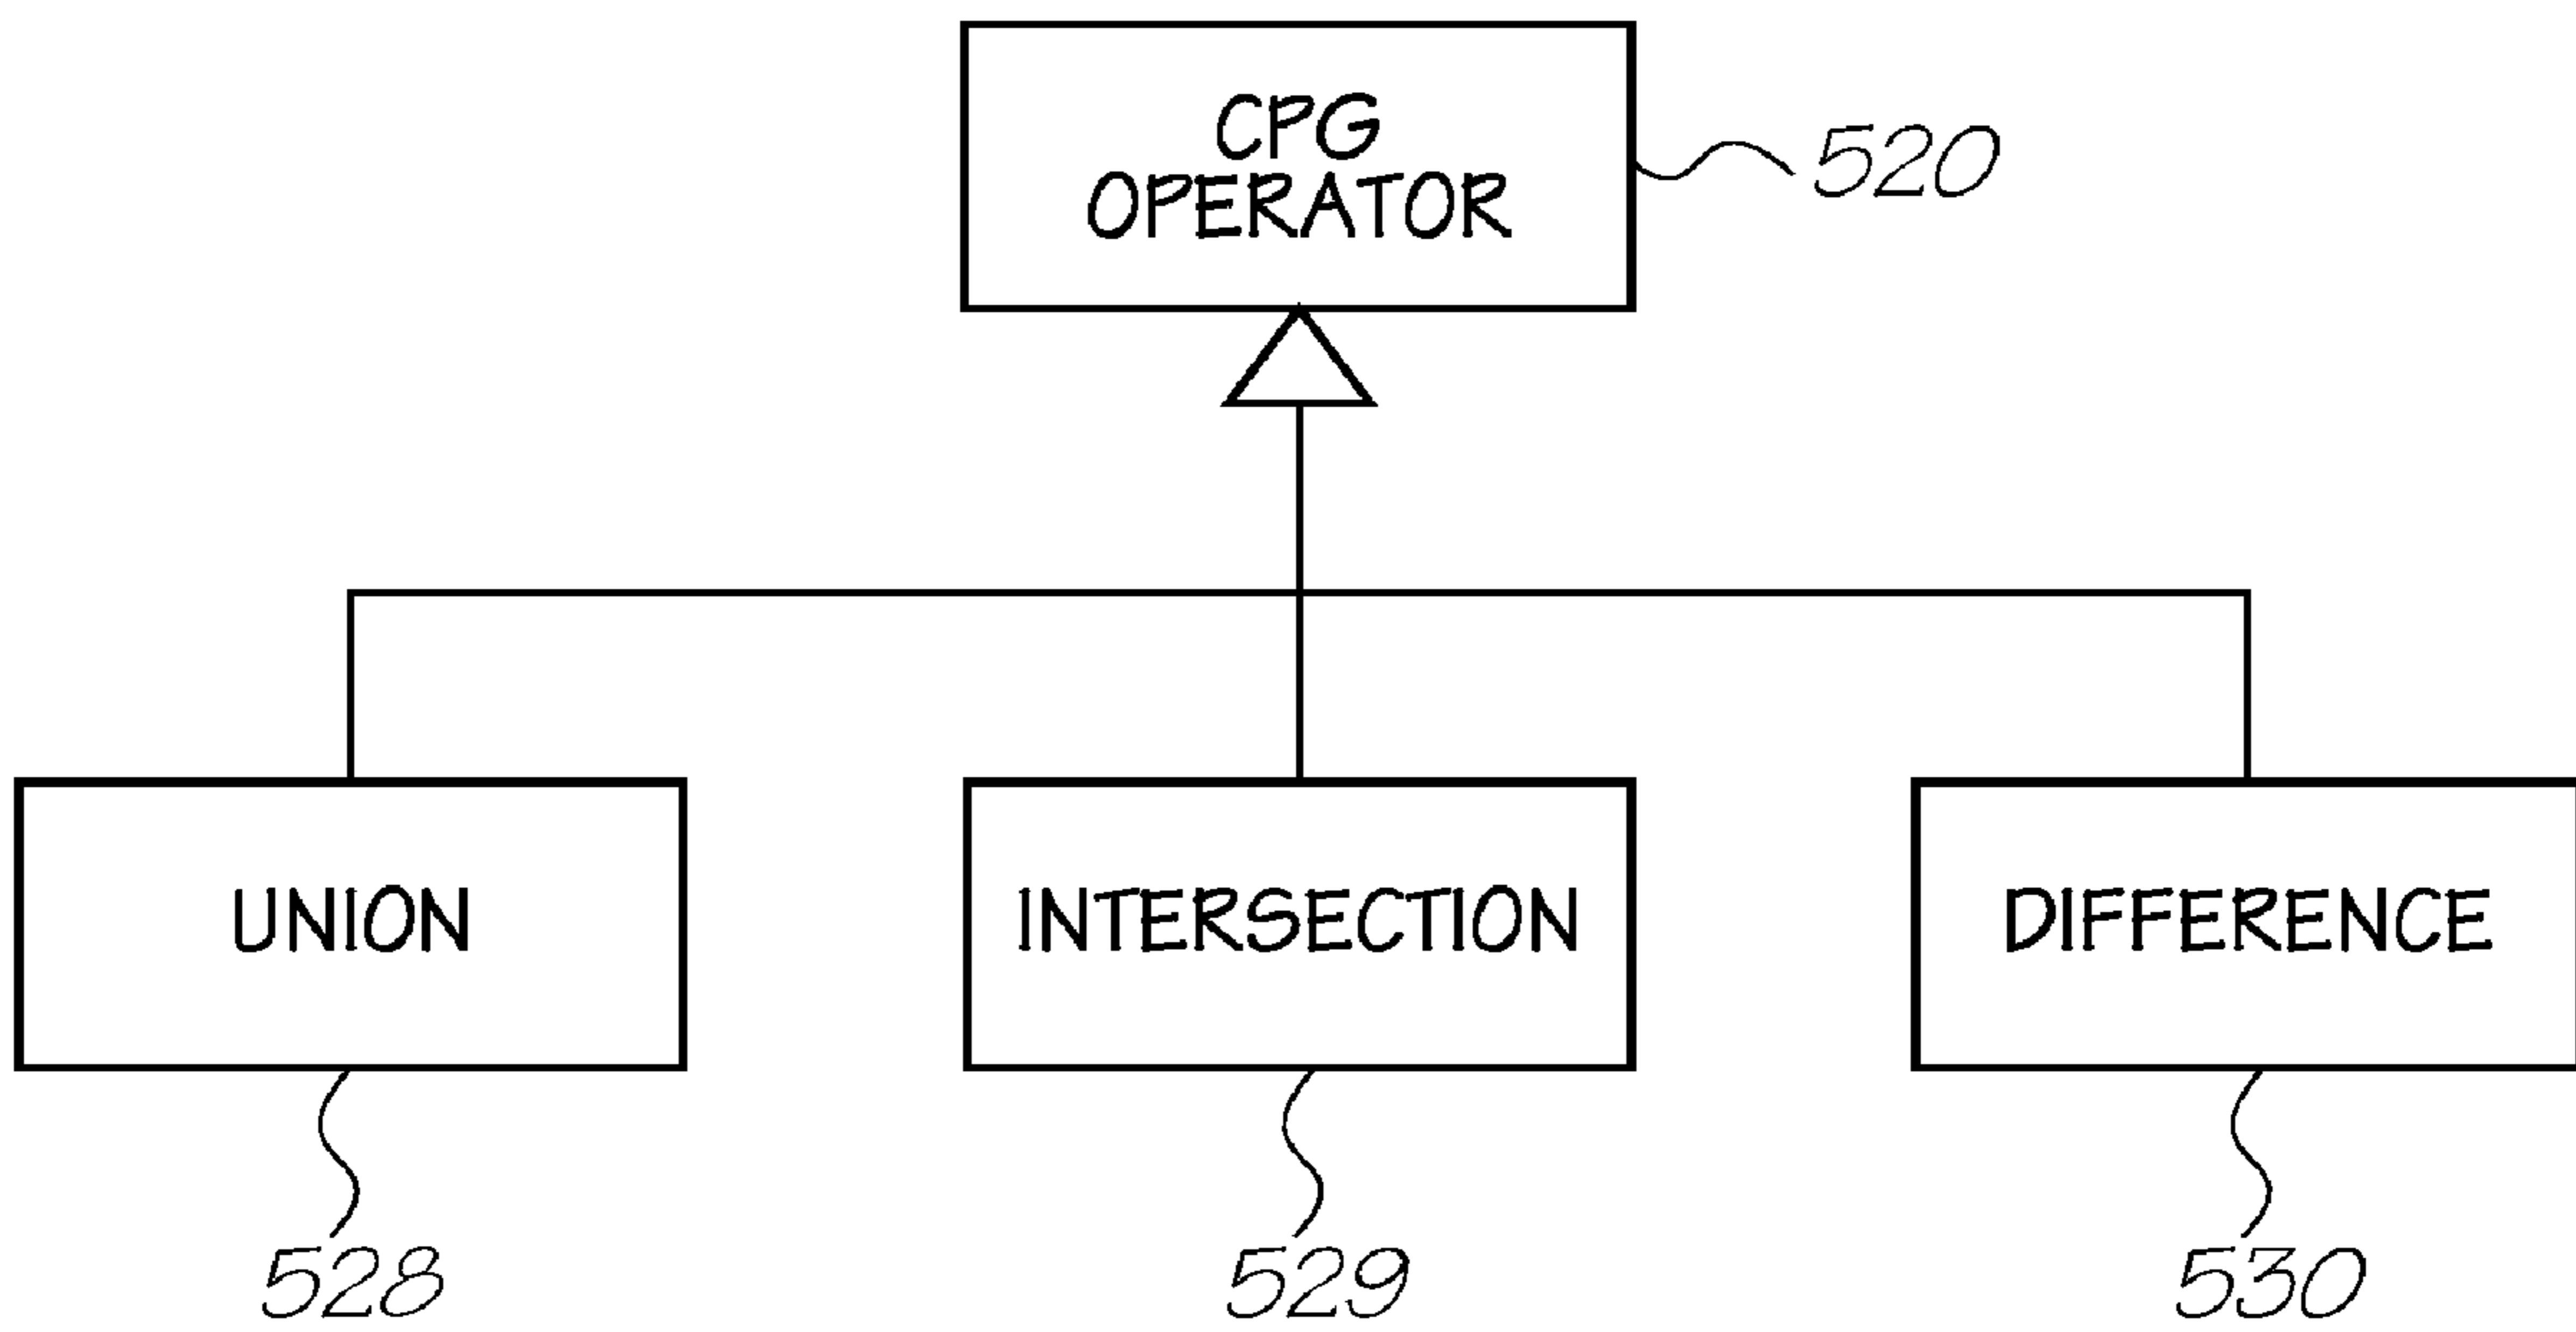 CPG
OPERATOR
520
UNION
INTERSECTION
DIFFERENCE
528
529
530